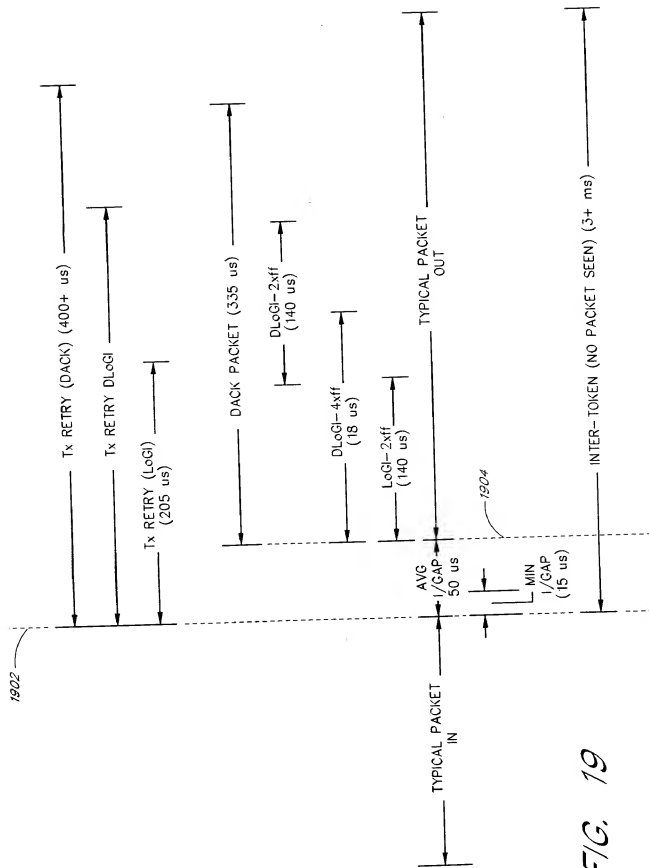 1902
Tx RETRY (DACK) (400+ us)
Tx RETRY DLoGI
Tx RETRY (LoGI)
(205 us)
DACK PACKET (335 us)
DLoGI-2xff
(140 us)
DLoGI-4xff
(18 us)
LoGI-2xff
(140 us)
TYPICAL PACKET
IN
AVG
I/GAP
50 us
TYPICAL PACKET
OUT
MIN
I/GAP
(15 us)
1904
INTER-TOKEN (NO PACKET SEEN) (3+ ms)
FIG. 19